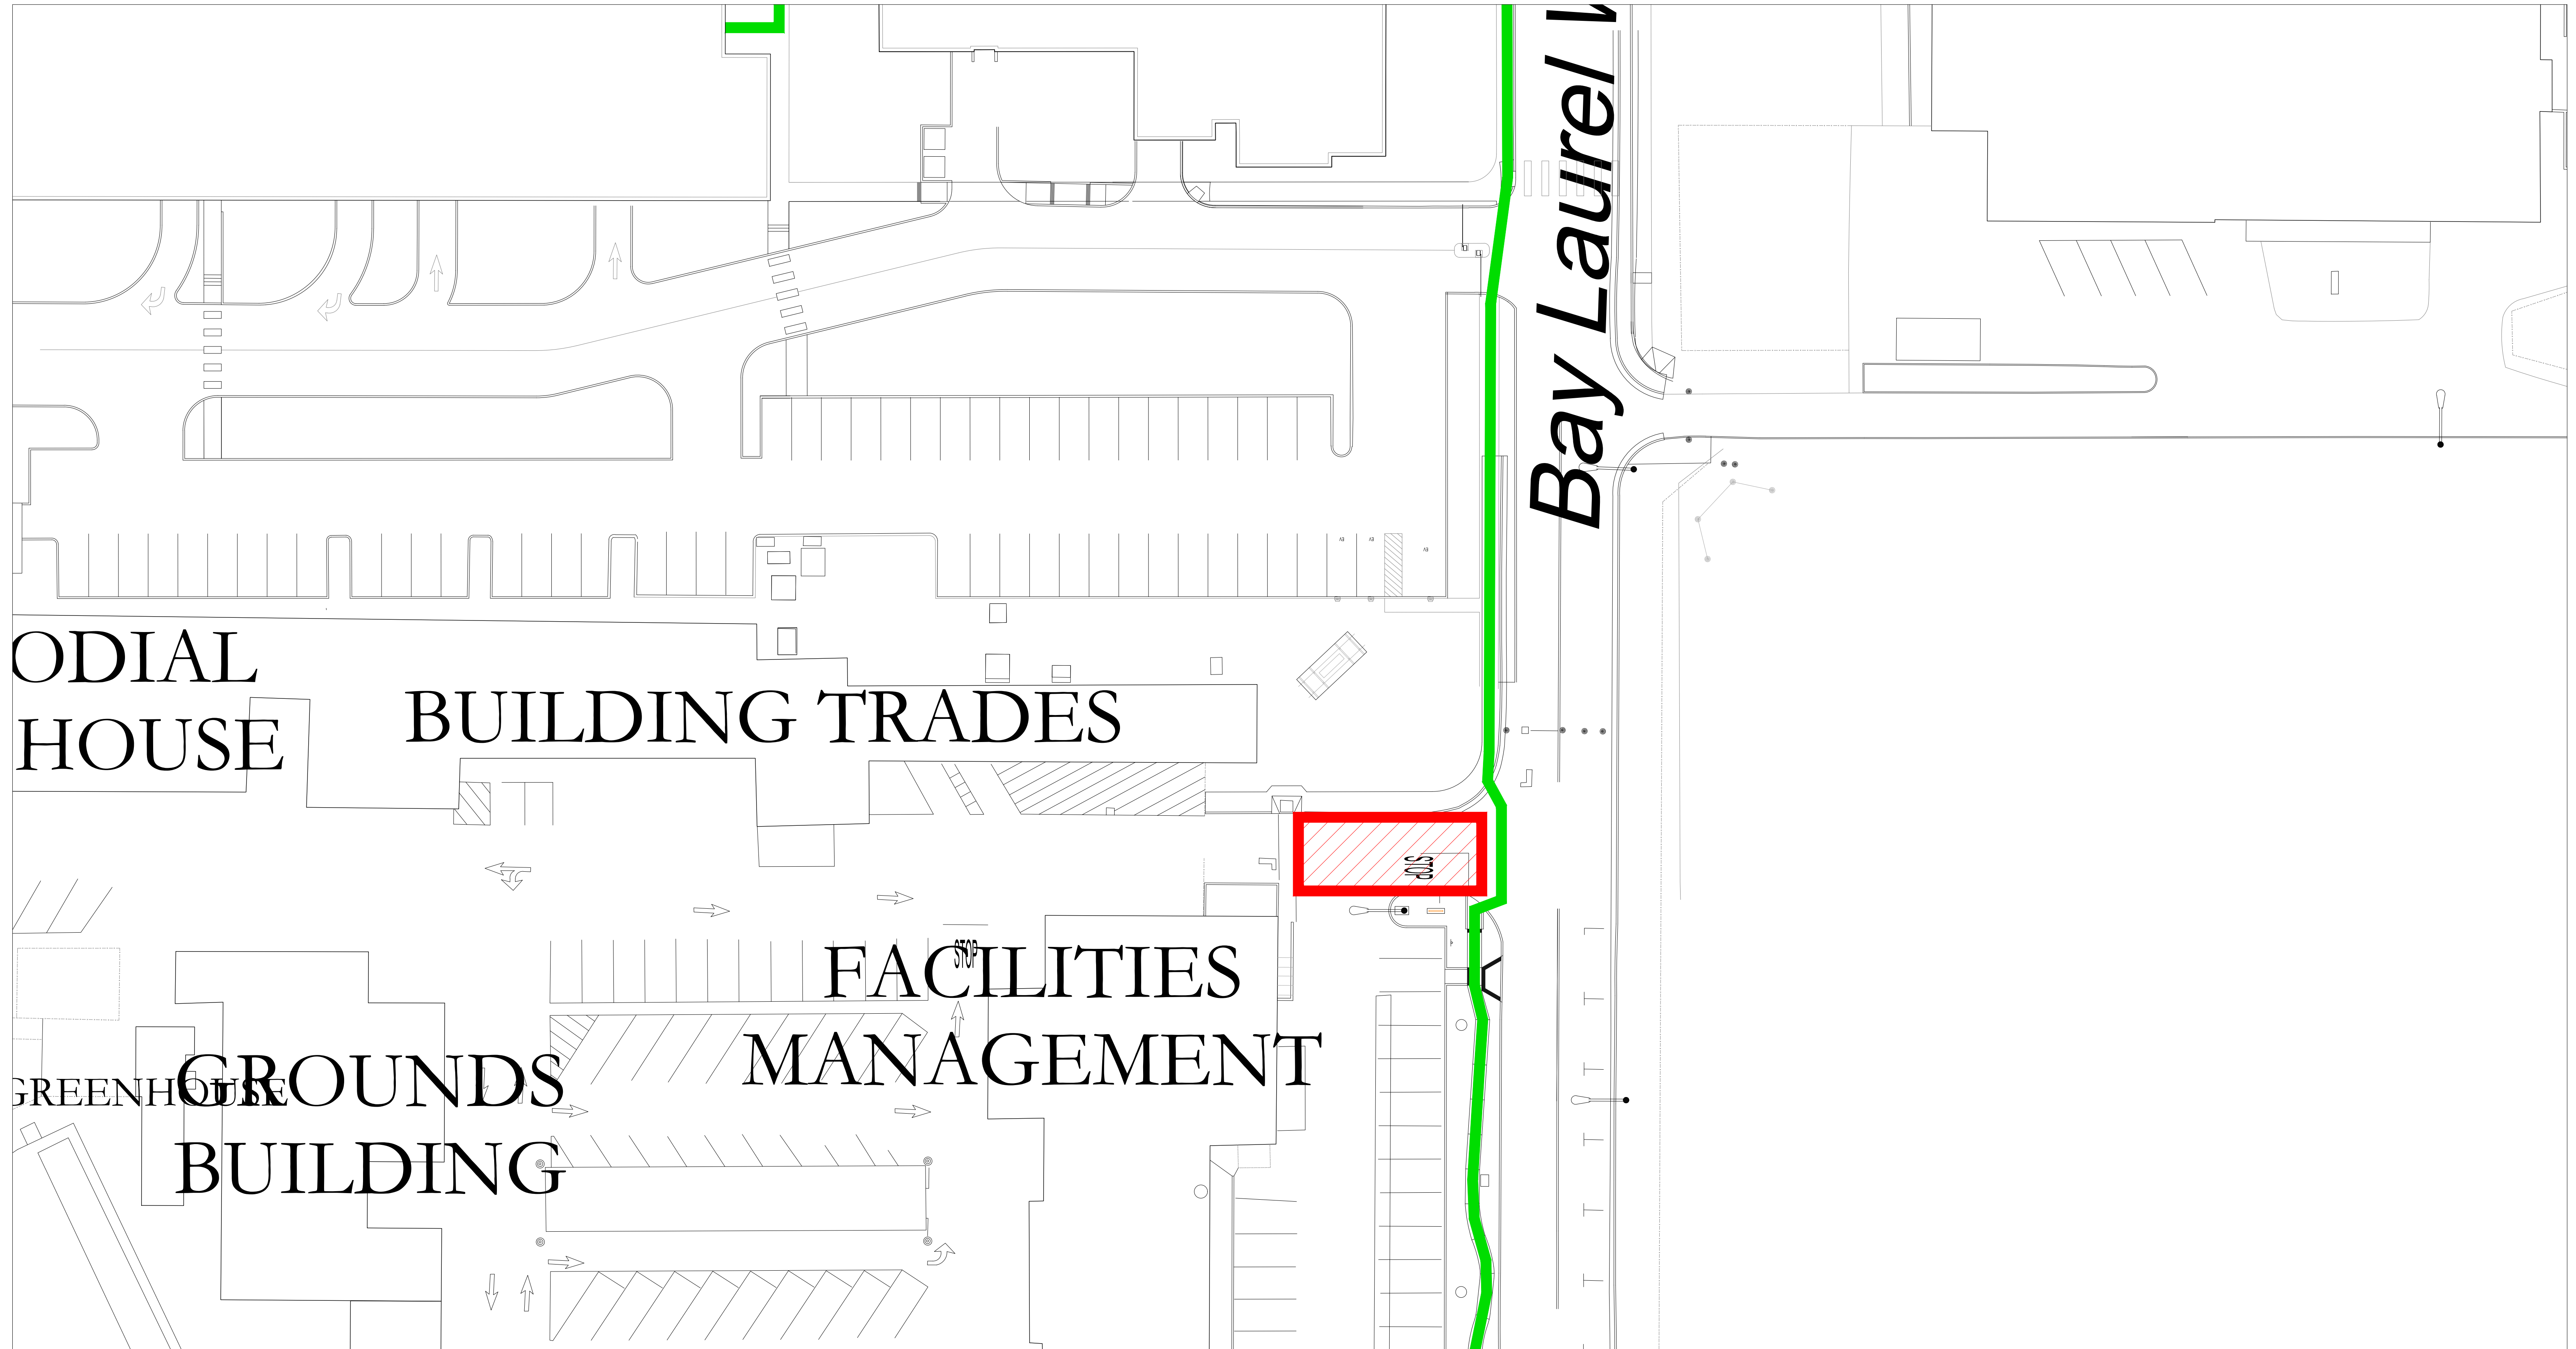 Bay Laurel W
ODIAL
HOUSE
BUILDING TRADES
STOP
STOP
FACILITIES
MANAGEMENT
GREENHOUSE
GROUNDS
BUILDING